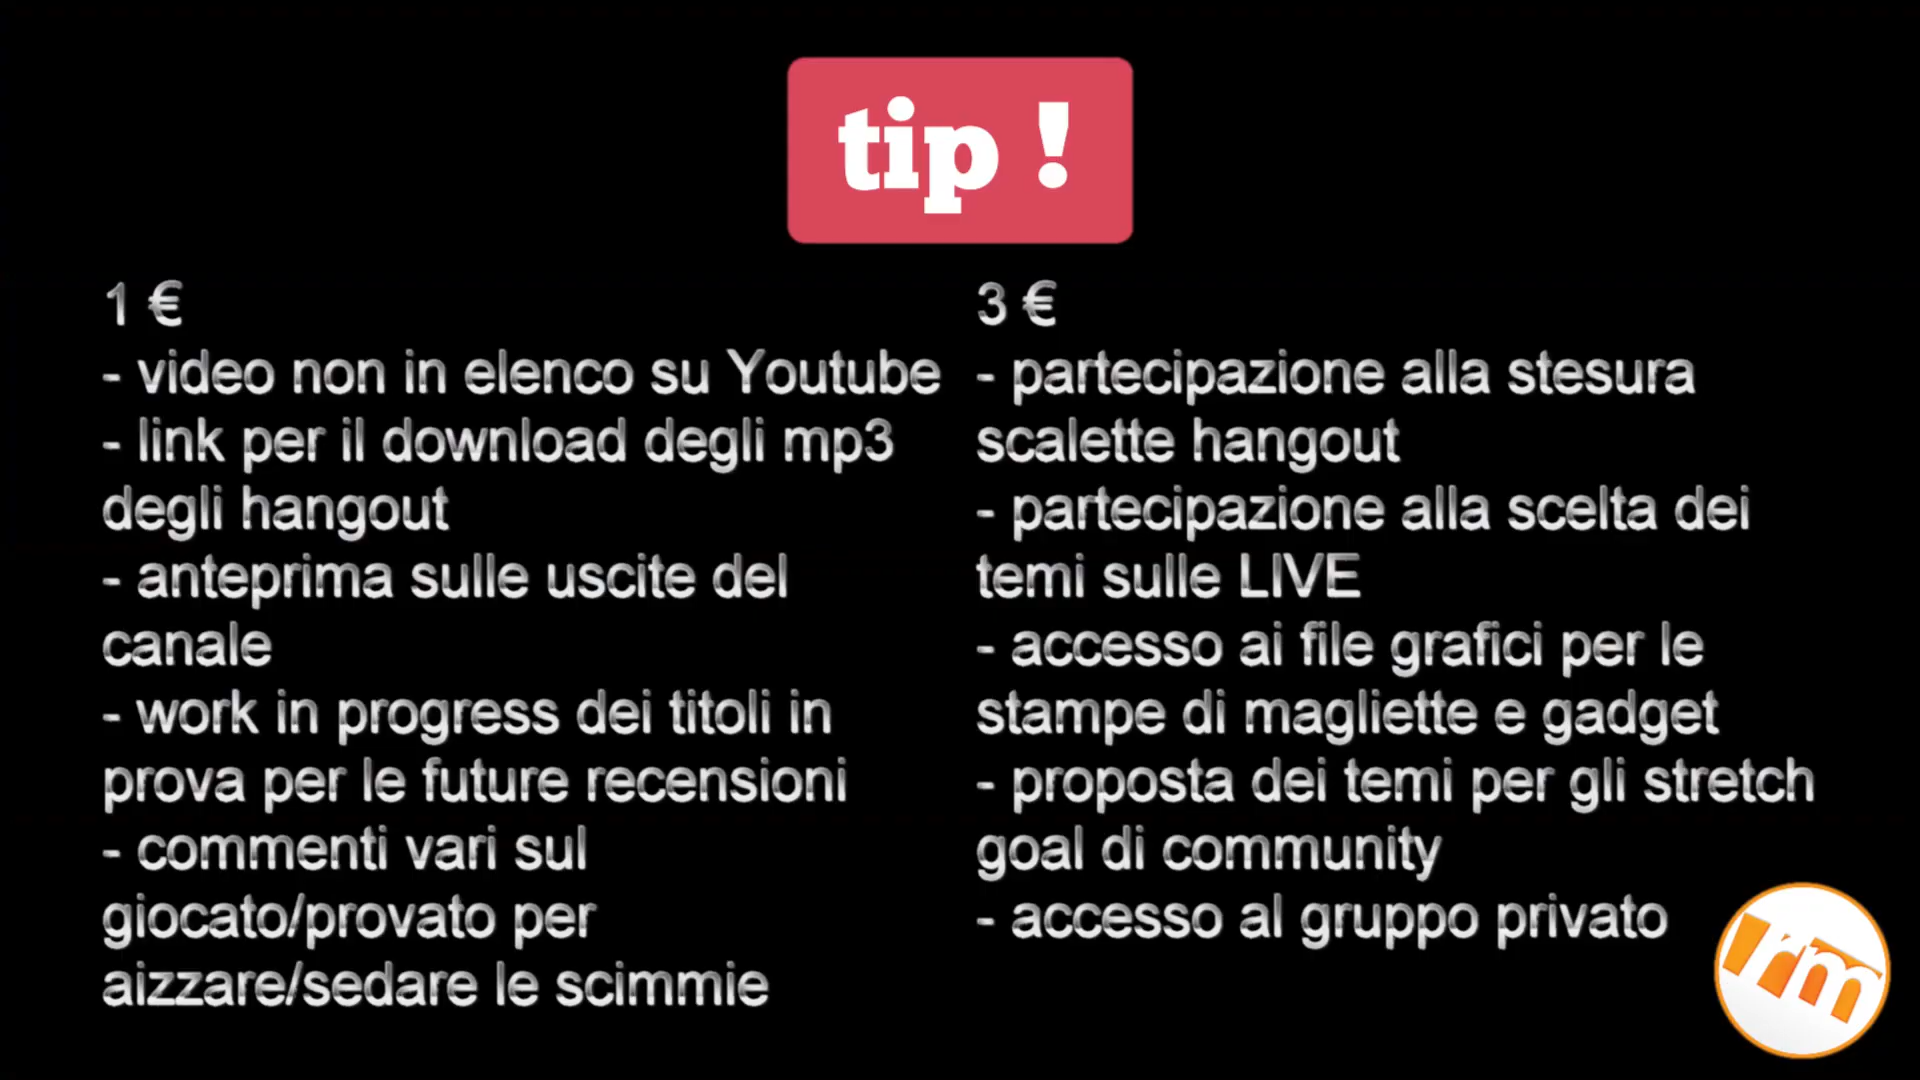 tip !
1 €
- video non in elenco su Youtube
- link per il download degli mp3
degli hangout
- anteprima sulle uscite del
canale
- work in progress dei titoli in
prova per le future recensioni
- commenti vari sul
giocato/provato per
aizzare/sedare le scimmie
3 €
- partecipazione alla stesura
scalette hangout
- partecipazione alla scelta dei
temi sulle LIVE
- accesso ai file grafici per le
stampe di magliette e gadget
- proposta dei temi per gli stretch
goal di community
- accesso al gruppo privato